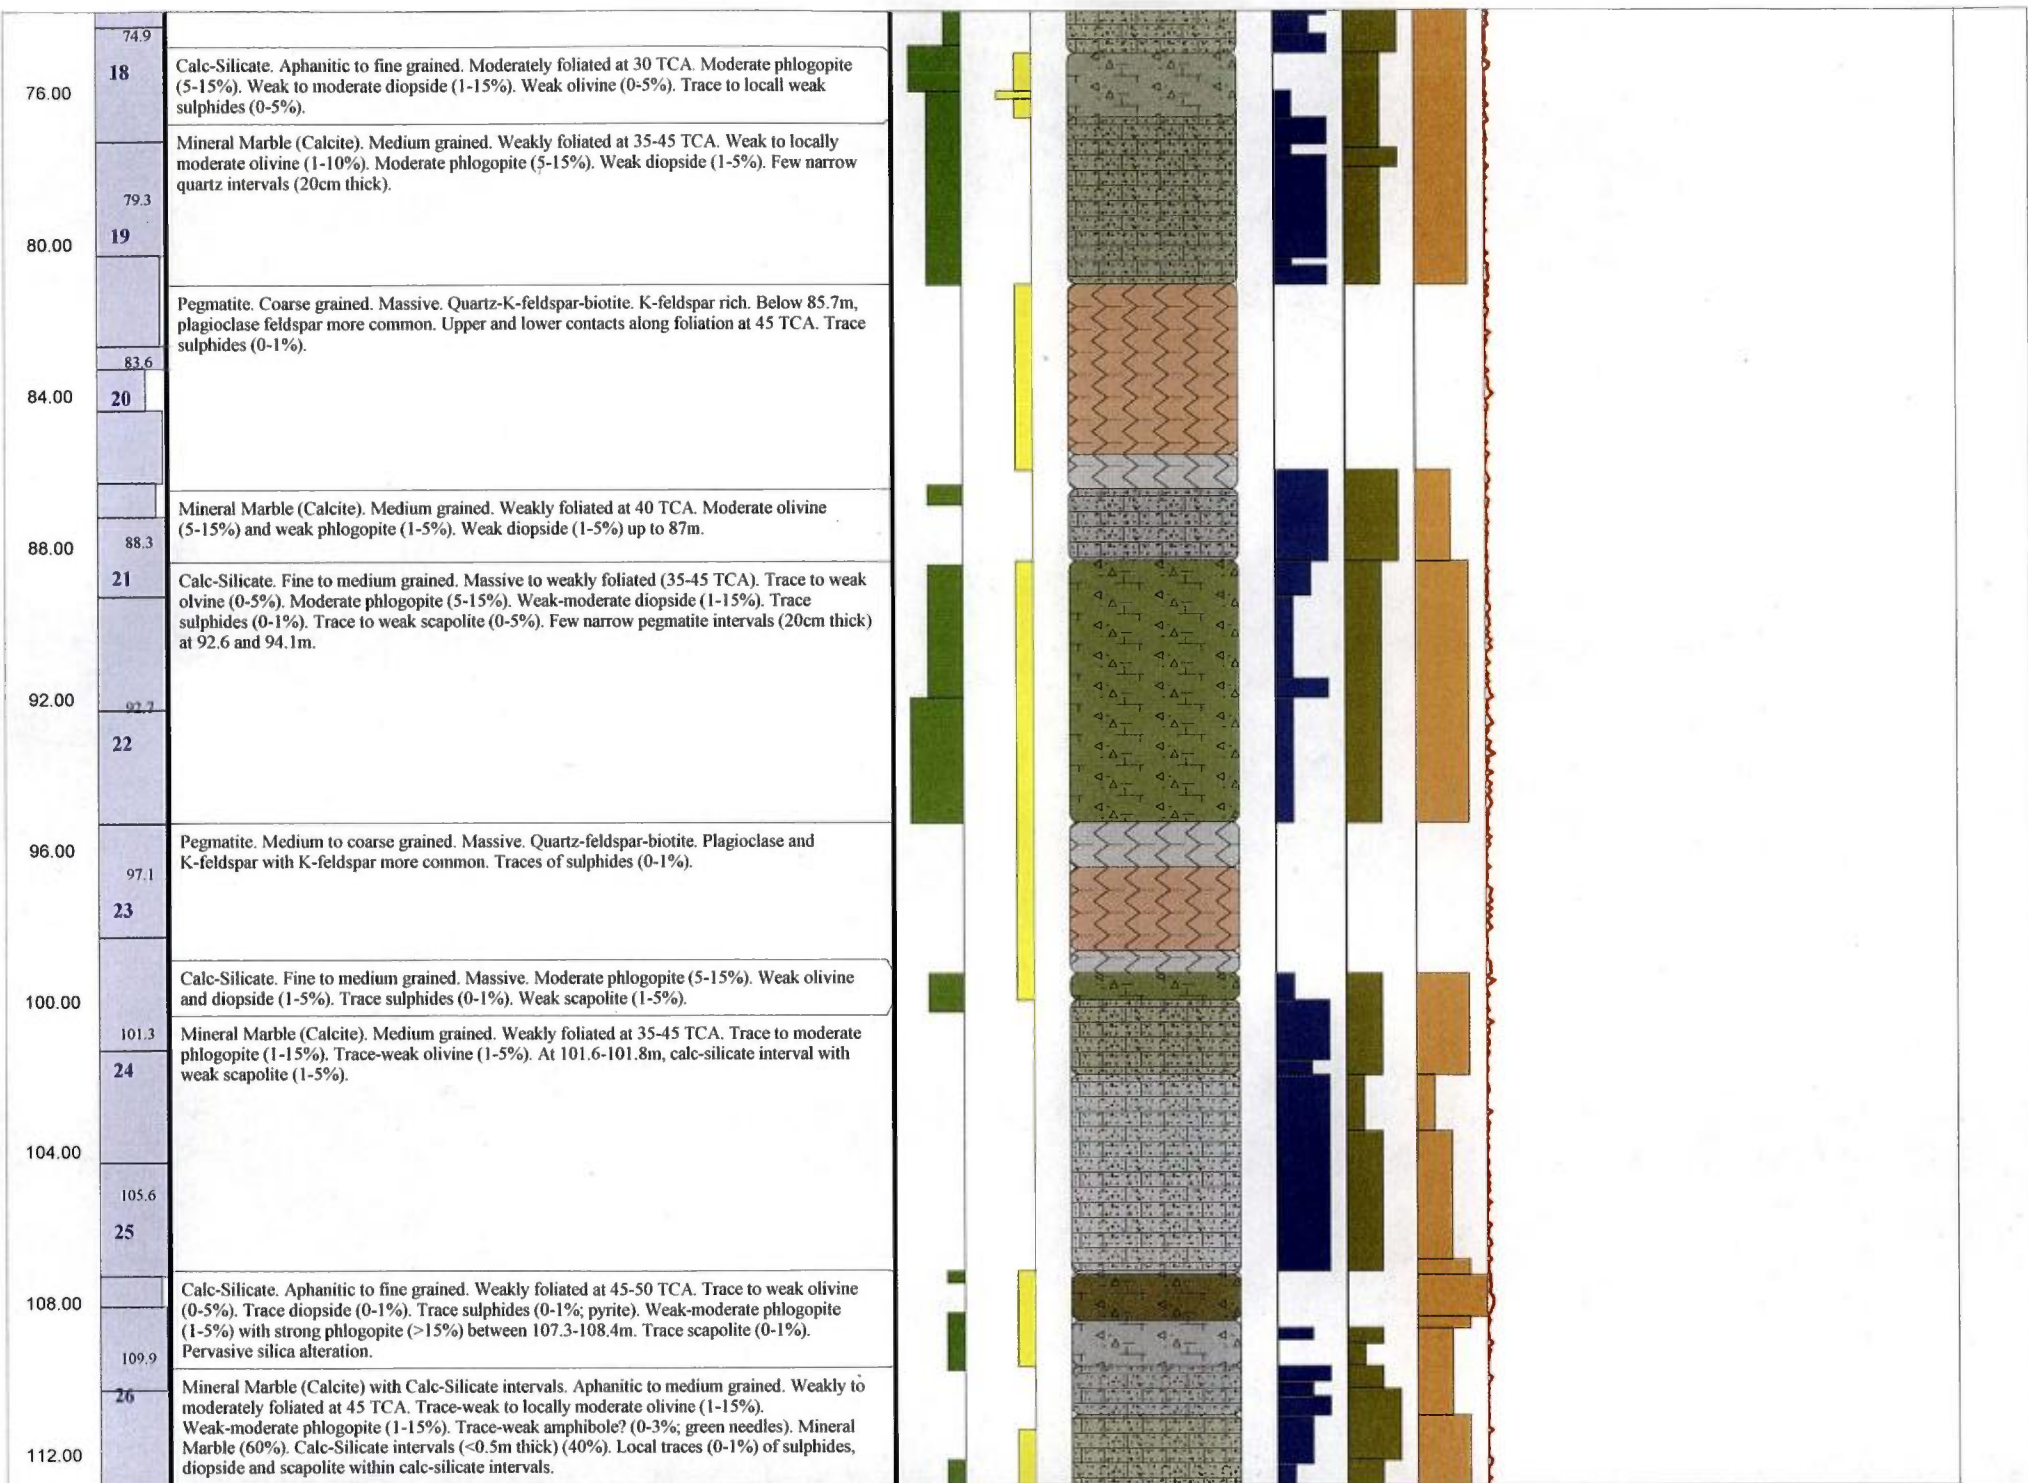 74.9
18
76.00
Calc-Silicate. Aphanitic to fine grained. Moderately foliated at 30 TCA. Moderate phlogopite
(5-15%). Weak to moderate diopside (1-15%). Weak olivine (0-5%). Trace to locall weak
sulphides (0-5%).
Mineral Marble (Calcite). Medium grained. Weakly foliated at 35-45 TCA. Weak to locally
moderate olivine (1-10%). Moderate phlogopite (5-15%). Weak diopside (1-5%). Few narrow
quartz intervals (20cm thick).
79.3
19
80.00
Pegmatite. Coarse grained. Massive. Quartz-K-feldspar-biotite. K-feldspar rich. Below 85.7m,
plagioclase feldspar more common. Upper and lower contacts along foliation at 45 TCA. Trace
sulphides (0-1%).
83.6
84.00
20
Mineral Marble (Calcite). Medium grained. Weakly foliated at 40 TCA. Moderate olivine
(5-15%) and weak phlogopite (1-5%). Weak diopside (1-5%) up to 87m.
88.00
88.3
21
Calc-Silicate. Fine to medium grained. Massive to weakly foliated (35-45 TCA). Trace to weak
olvine (0-5%). Moderate phlogopite (5-15%). Weak-moderate diopside (1-15%). Trace
sulphides (0-1%). Trace to weak scapolite (0-5%). Few narrow pegmatite intervals (20cm thick)
at 92.6 and 94.1m.
92.00
92.7
22
Pegmatite. Medium to coarse grained. Massive. Quartz-feldspar-biotite. Plagioclase and
K-feldspar with K-feldspar more common. Traces of sulphides (0-1%).
96.00
97.1
23
Calc-Silicate. Fine to medium grained. Massive. Moderate phlogopite (5-15%). Weak olivine
and diopside (1-5%). Trace sulphides (0-1%). Weak scapolite (1-5%).
100.00
101.3
24
Mineral Marble (Calcite). Medium grained. Weakly foliated at 35-45 TCA. Trace to moderate
phlogopite (1-15%). Trace-weak olivine (1-5%). At 101.6-101.8m, calc-silicate interval with
weak scapolite (1-5%).
104.00
105.6
25
Calc-Silicate. Aphanitic to fine grained. Weakly foliated at 45-50 TCA. Trace to weak olivine
(0-5%). Trace diopside (0-1%). Trace sulphides (0-1%; pyrite). Weak-moderate phlogopite
(1-5%) with strong phlogopite (>15%) between 107.3-108.4m. Trace scapolite (0-1%).
Pervasive silica alteration.
108.00
109.9
26
Mineral Marble (Calcite) with Calc-Silicate intervals. Aphanitic to medium grained. Weakly to
moderately foliated at 45 TCA. Trace-weak to locally moderate olivine (1-15%).
Weak-moderate phlogopite (1-15%). Trace-weak amphibole? (0-3%; green needles). Mineral
Marble (60%). Calc-Silicate intervals (<0.5m thick) (40%). Local traces (0-1%) of sulphides,
diopside and scapolite within calc-silicate intervals.
112.00